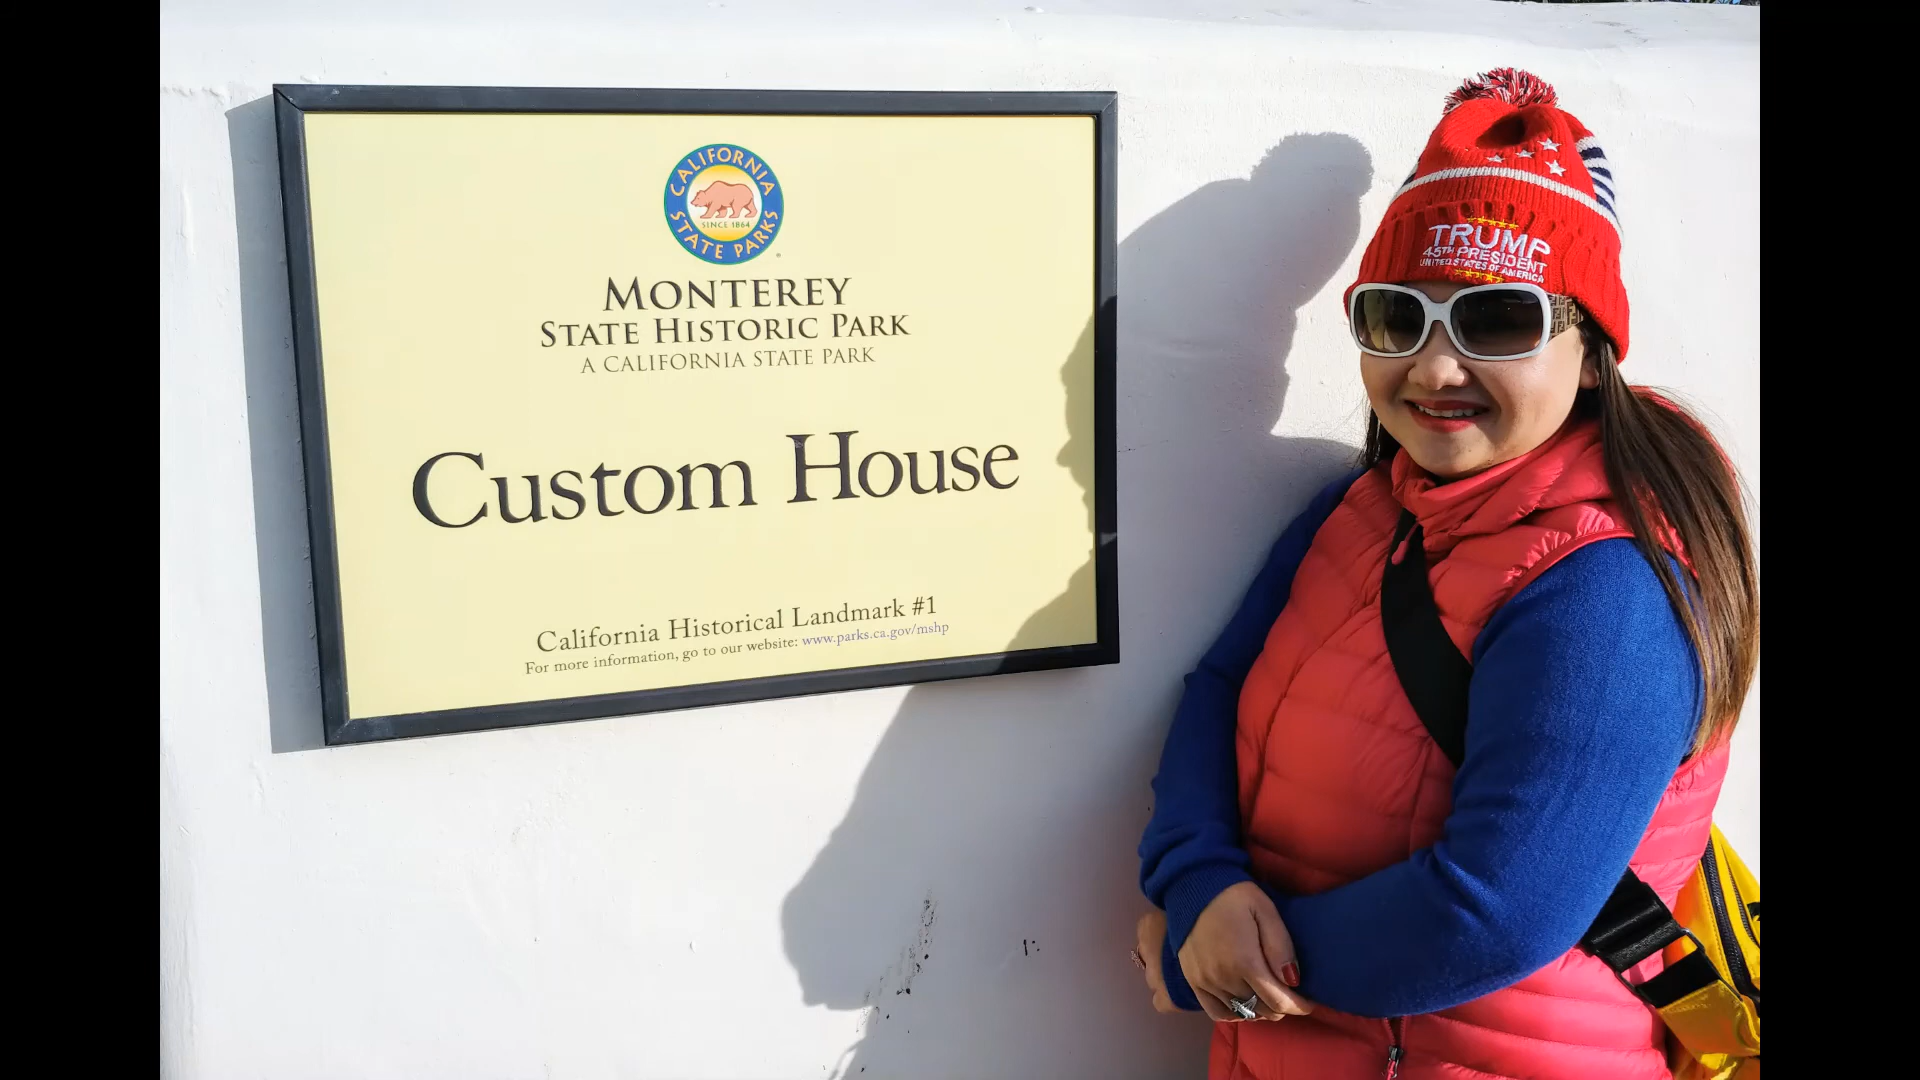 CALIFORNIA
SINCE 1864
STATE PARKS
MONTEREY
STATE HISTORIC PARK
A CALIFORNIA STATE PARK
Custom House
California Historical Landmark #1
For more information, go to our website: www.parks.ca.gov/mshp
TRUMP
45TH PRESIDENT
UNITED STATES OF AMERICA